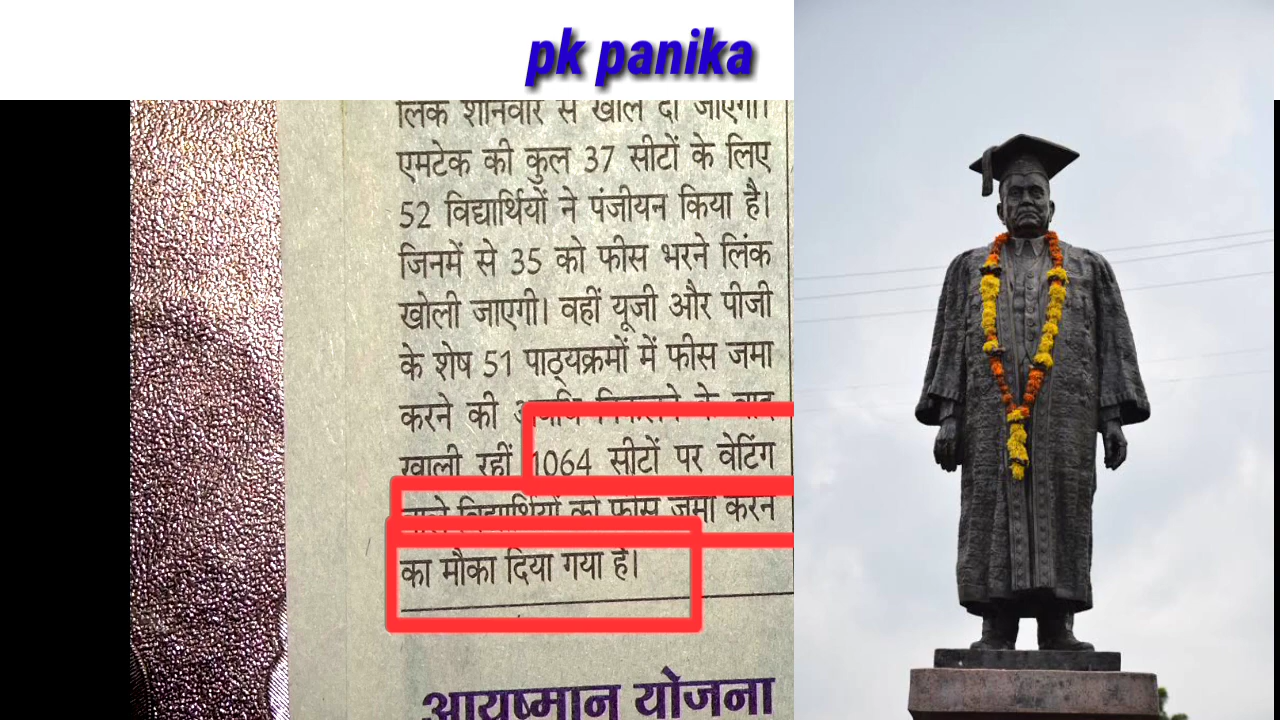 pk panika
लिंक शनिवार से खोल दी जाएगी।
एमटेक की कुल 37 सीटों के लिए
52 विद्यार्थियों ने पंजीयन किया है।
जिनमें से 35 को फीस भरने लिंक
खोली जाएगी। वहीं यूजी और पीजी
के शेष 51 पाठ्यक्रमों में फीस जमा
करने की के बाद
खाली रहीं 1064 सीटों पर वेटिंग
वाले विद्यार्थियों को फीस जमा करने
का मौका दिया गया है।
आयुष्मान योजना